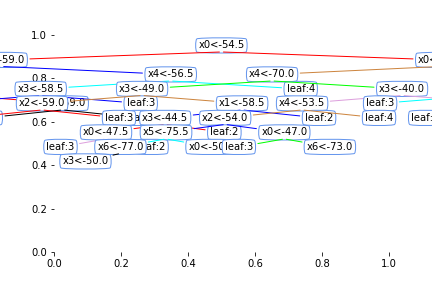 1.0
x0<-54.5
-59.0
x0<
0.8
x4<-56.5
x4<-70.0
x3<-58.5
x3<-49.0
leaf:4
x3<-40.0
x2<-59.0
9.0
leaf:3
x1<-58.5
x4<-53.5
leaf:3
0.6
leaf:3
x3<-44.5
x2<-54.0
leaf:2
leaf:4
leaf:
x0<-47.5
x5<-75.5
leaf:2
x0<-47.0
leaf:3
x6<-77.0
af:2
x0<-50
leaf:3
x6<-73.0
0.4
x3<-50.0
0.2
0.0
0.0 0.2 0.4 0.6 0.8 1.0